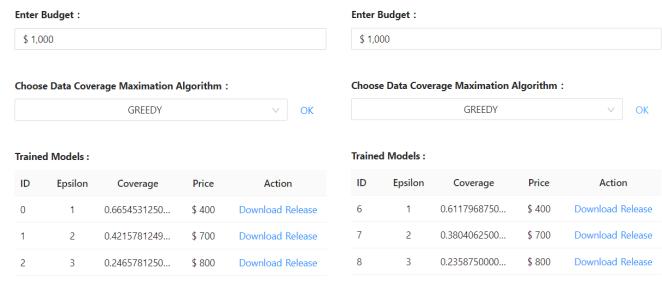 Enter Budget :
$ 1,000
Choose Data Coverage Maximation Algorithm :
GREEDY OK
Trained Models :
ID Epsilon Coverage Price Action
0 1 0.6654531250... $ 400 Download Release
1 2 0.4215781249... $ 700 Download Release
2 3 0.2465781250... $ 800 Download Release
Enter Budget :
$ 1,000
Choose Data Coverage Maximation Algorithm :
GREEDY OK
Trained Models :
ID Epsilon Coverage Price Action
6 1 0.6117968750... $ 400 Download Release
7 2 0.3804062500... $ 700 Download Release
8 3 0.2358750000... $ 800 Download Release